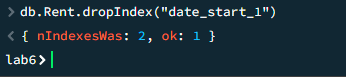 > db.Rent.dropIndex("date_start_1")
< { nIndexesWas: 2, ok: 1 }
lab6>